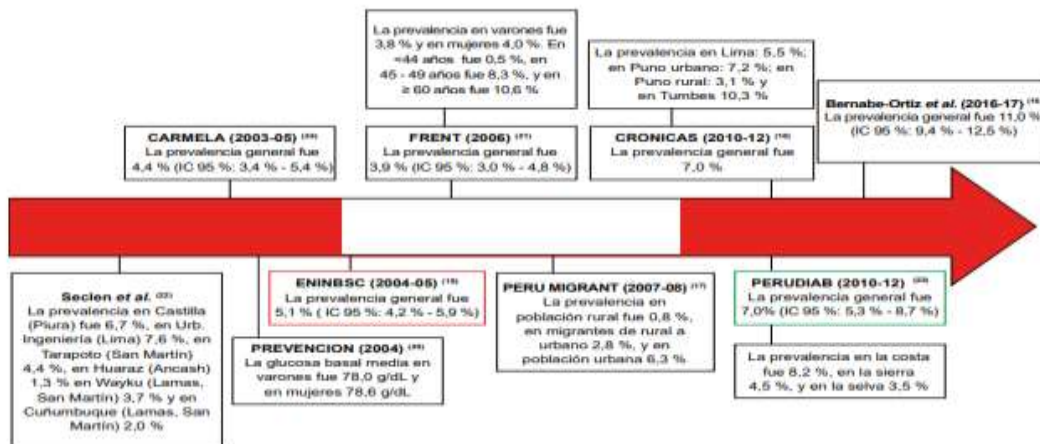 La prevalencia en varones fue
3,8 % y en mujeres 4,0 %. En
<44 años fue 0,5 %, en
45 - 49 años fue 8,3 %, y en
≥ 60 años fue 10,6 %
La prevalencia en Lima: 5,5 %;
en Puno urbano: 7,2 %; en
Puno rural: 3,1 % y
en Tumbes 10,3 %
Bernabe-Ortiz et al. (2016-17)
La prevalencia general fue 11,0 %
(IC 95 %: 9,4 % - 12,5 %)
CARMELA (2003-05)
La prevalencia general fue
4,4 % (IC 95 %: 3,4 % - 5,4 %)
FRENT (2006)
La prevalencia general fue
3,9 % (IC 95 %: 3,0 % - 4,8 %)
CRONICAS (2010-12)
La prevalencia general fue
7,0 %
Seclen et al.
La prevalencia en Castilla
(Piura) fue 6,7 %, en Urb.
Ingeniería (Lima) 7,6 %, en
Tarapoto (San Martín)
4,4 %, en Huaraz (Ancash)
1,3 % en Wayku (Lamas,
San Martín) 3,7 % y en
Cuñumbuque (Lamas, San
Martín) 2,0 %
ENINBSC (2004-05)
La prevalencia general fue
5,1 % ( IC 95 %: 4,2 % - 5,9 %)
PREVENCION (2004)
La glucosa basal media en
varones fue 78,0 g/dL y
en mujeres 78,6 g/dL
PERU MIGRANT (2007-08)
La prevalencia en
población rural fue 0,8 %,
en migrantes de rural a
urbano 2,8 %, y en
población urbana 6,3 %
PERUDIAB (2010-12)
La prevalencia general fue
7,0% (IC 95 %: 5,3 % - 8,7 %)
La prevalencia en la costa
fue 8,2 %, en la sierra
4,5 %, y en la selva 3,5 %